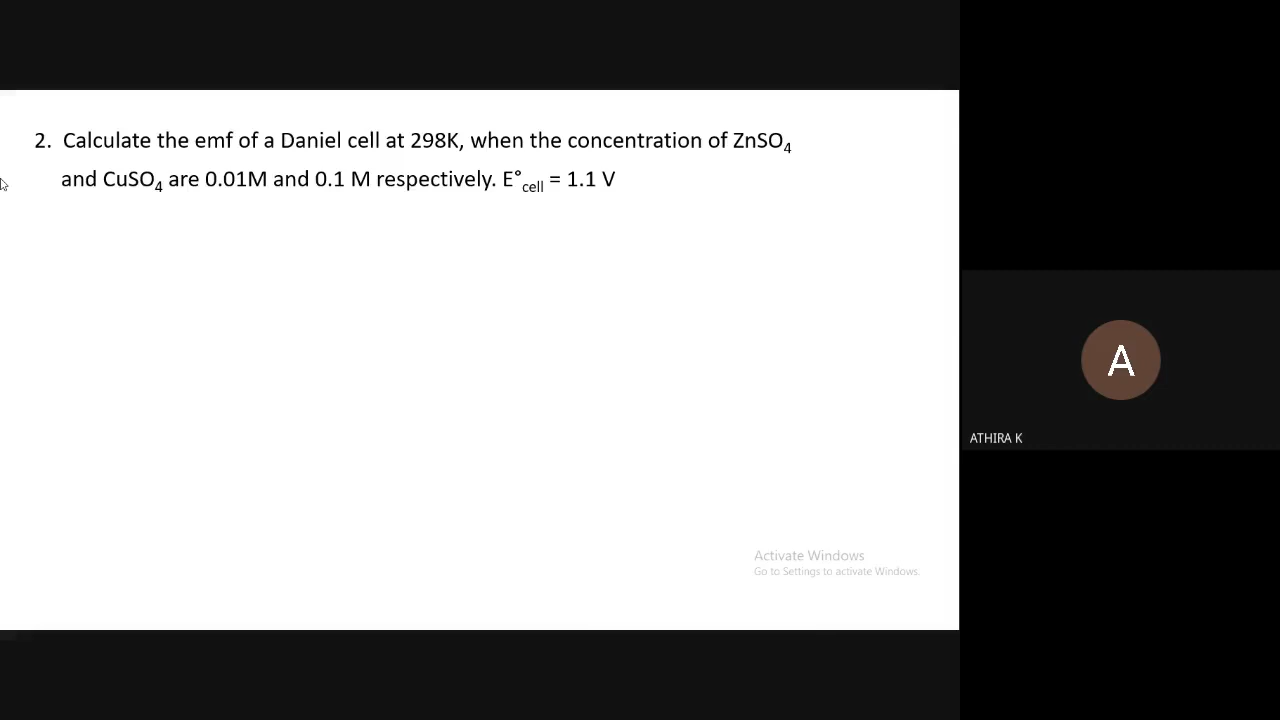 2. Calculate the emf of a Daniel cell at 298K, when the concentration of ZnSO₄
and CuSO₄ are 0.01M and 0.1 M respectively. E°cell = 1.1 V
A
ATHIRA K
Activate Windows
Go to Settings to activate Windows.